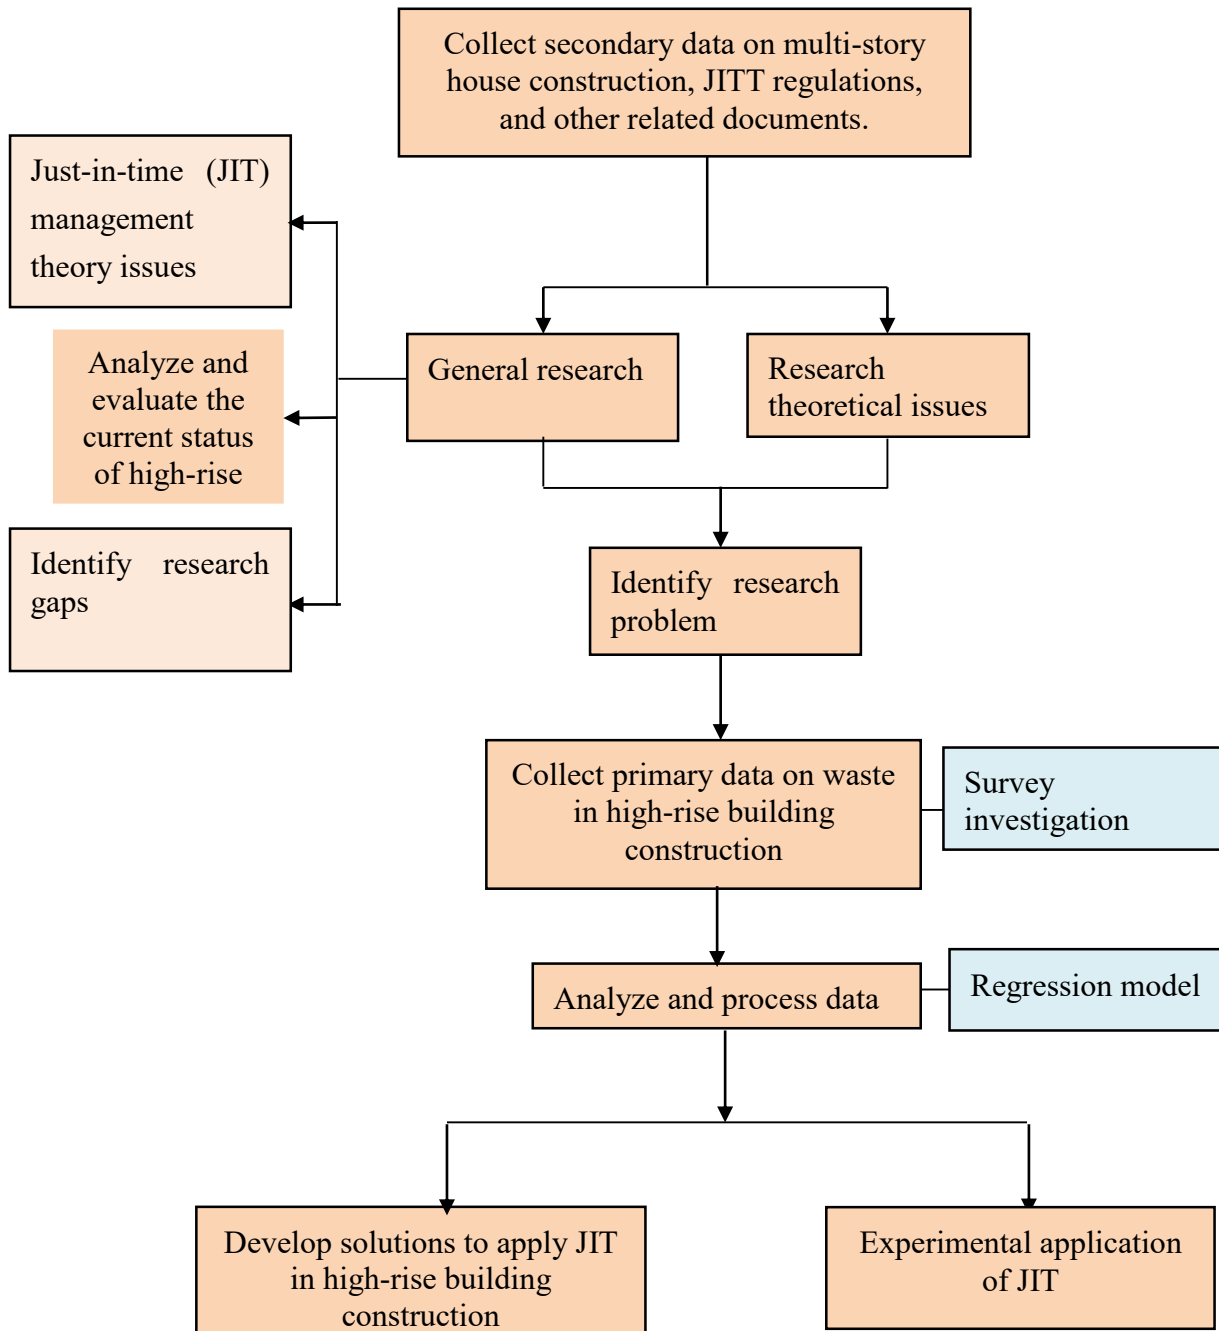 Collect secondary data on multi-story
house construction, JITT regulations,
and other related documents.
Just-in-time (JIT)
management
theory issues
Analyze and
evaluate the
current status
of high-rise
General research
Research
theoretical issues
Identify research
gaps
Identify research
problem
Collect primary data on waste
in high-rise building
construction
Survey
investigation
Analyze and process data
Regression model
Develop solutions to apply JIT
in high-rise building
construction
Experimental application
of JIT